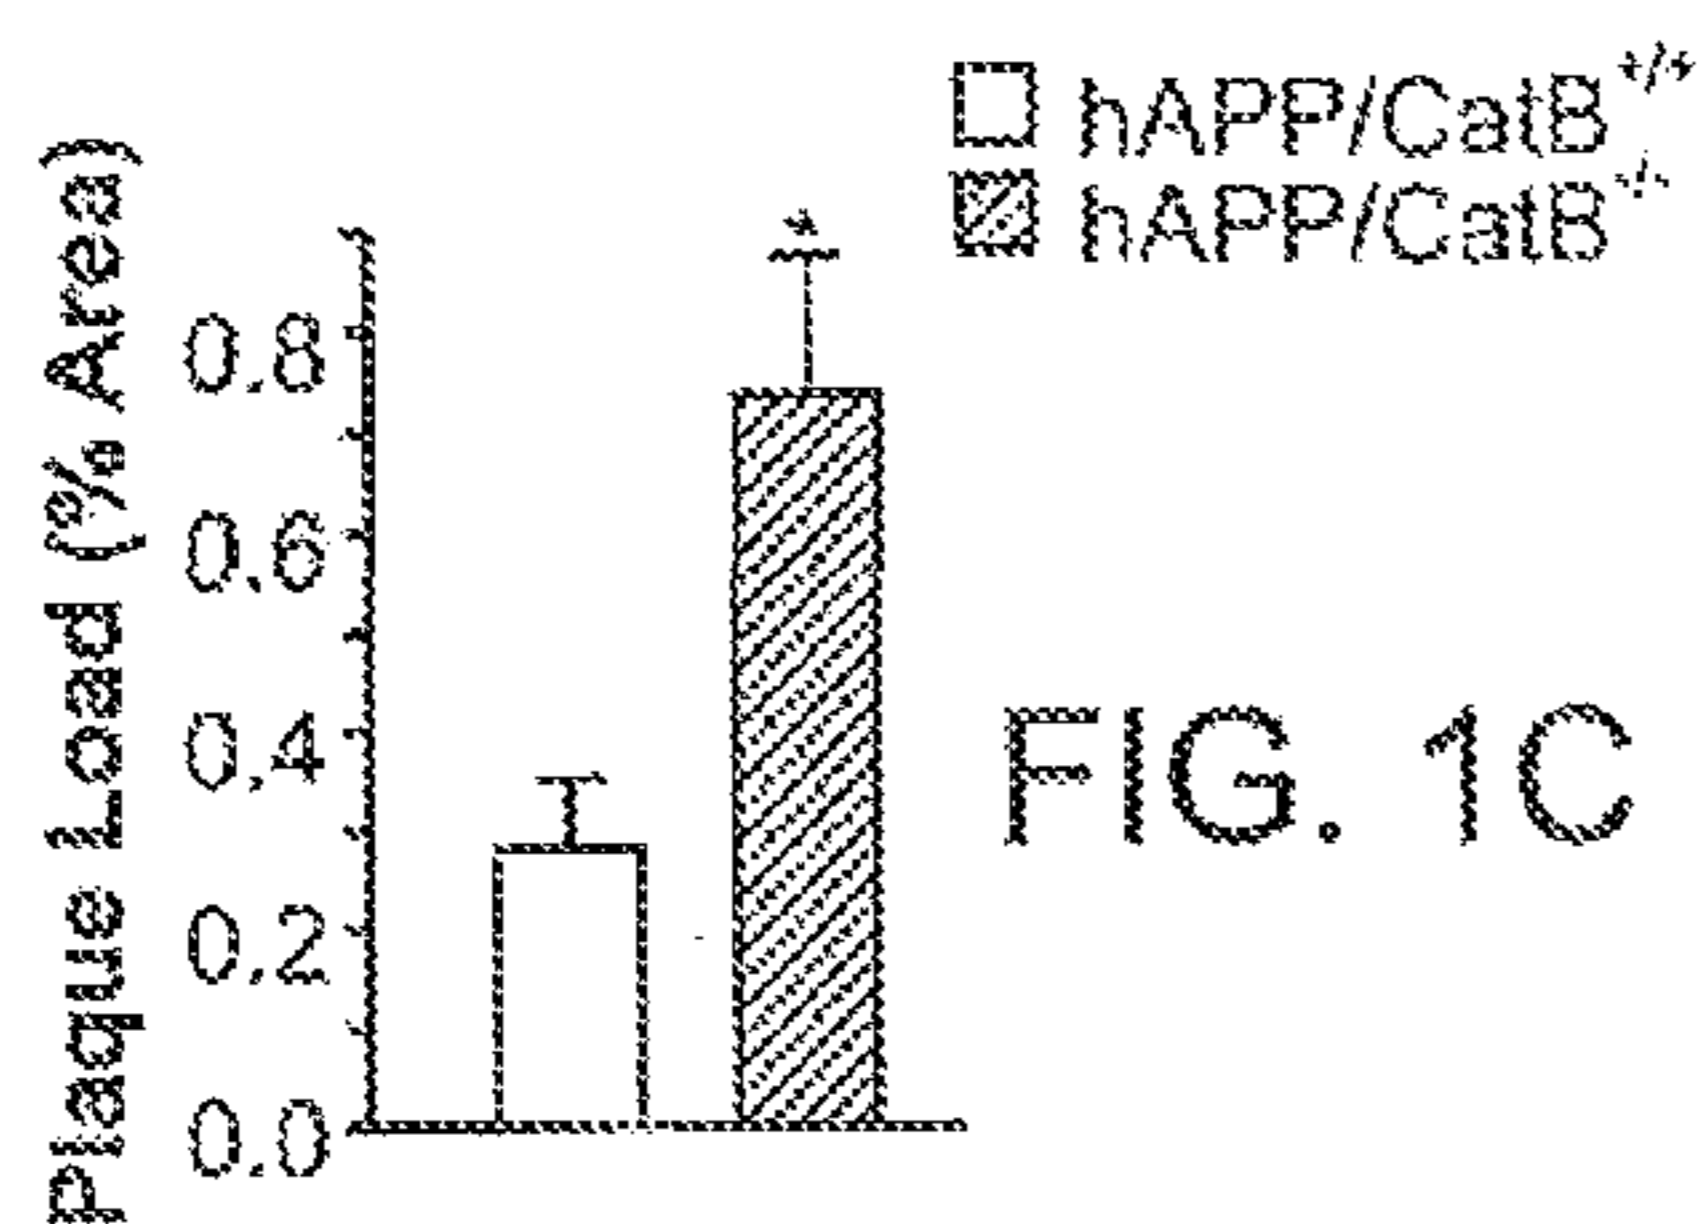 hAPP/CatB+/+
hAPP/CatB-/-
*
Plaque Load (% Area)
0.8
0.6
0.4
0.2
0.0
FIG. 1C